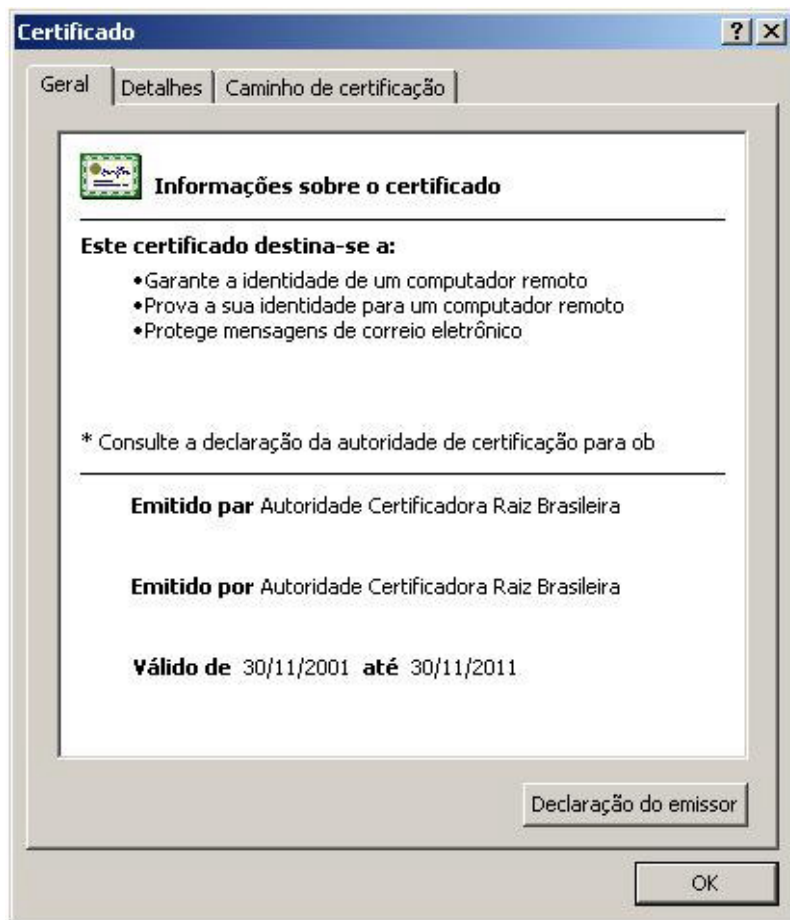 Certificado
Geral Detalhes Caminho de certificação
Informações sobre o certificado
Este certificado destina-se a:
•Garante a identidade de um computador remoto
•Prova a sua identidade para um computador remoto
•Protege mensagens de correio eletrônico
* Consulte a declaração da autoridade de certificação para ob
Emitido par Autoridade Certificadora Raiz Brasileira
Emitido por Autoridade Certificadora Raiz Brasileira
Válido de 30/11/2001 até 30/11/2011
Declaração do emissor
OK